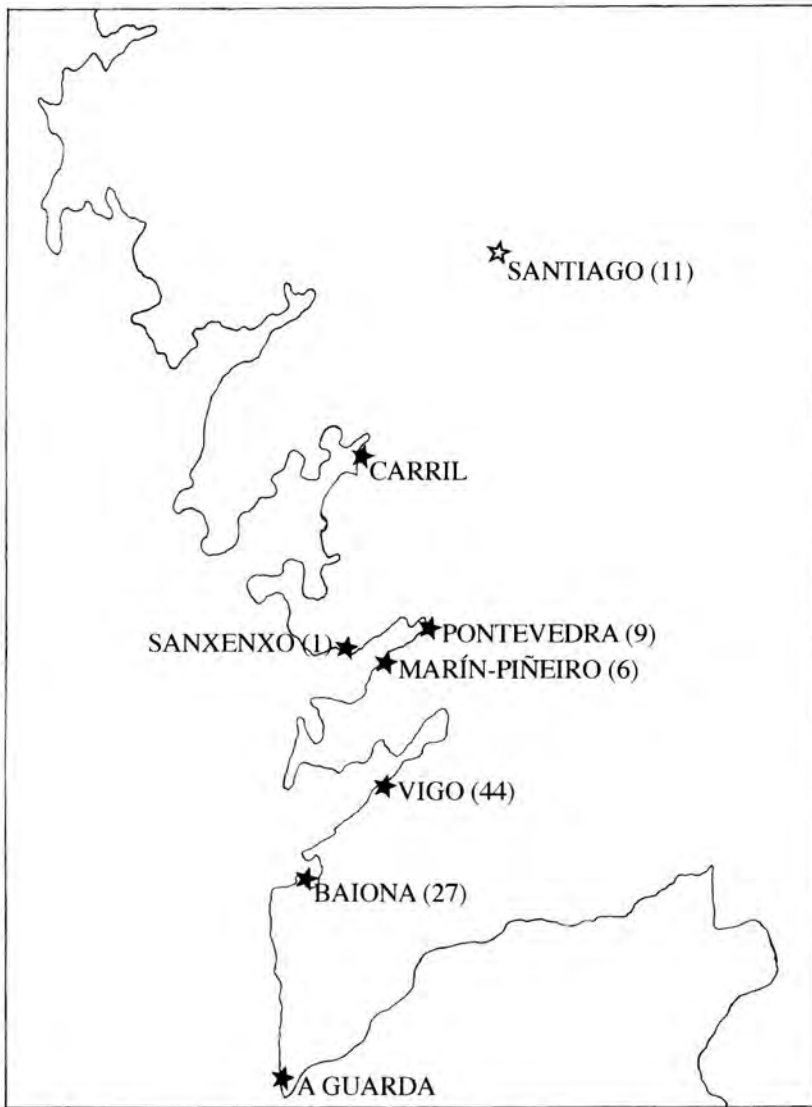 SANTIAGO (11)
CARRIL
SANXENXO (1)
PONTEVEDRA (9)
MARÍN-PIÑEIRO (6)
VIGO (44)
BAIONA (27)
A GUARDA